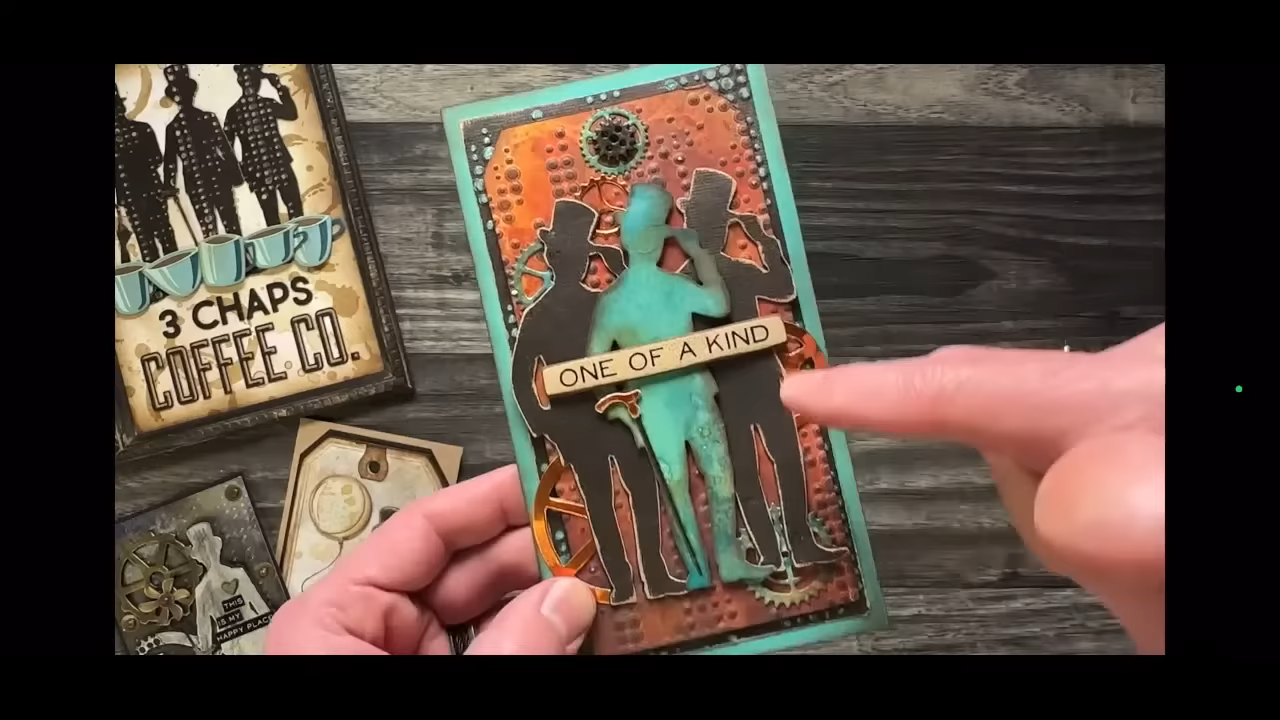 3 CHAPS
COFFEE CO.
ONE OF A KIND
THIS
IS MY
HAPPY PLACE